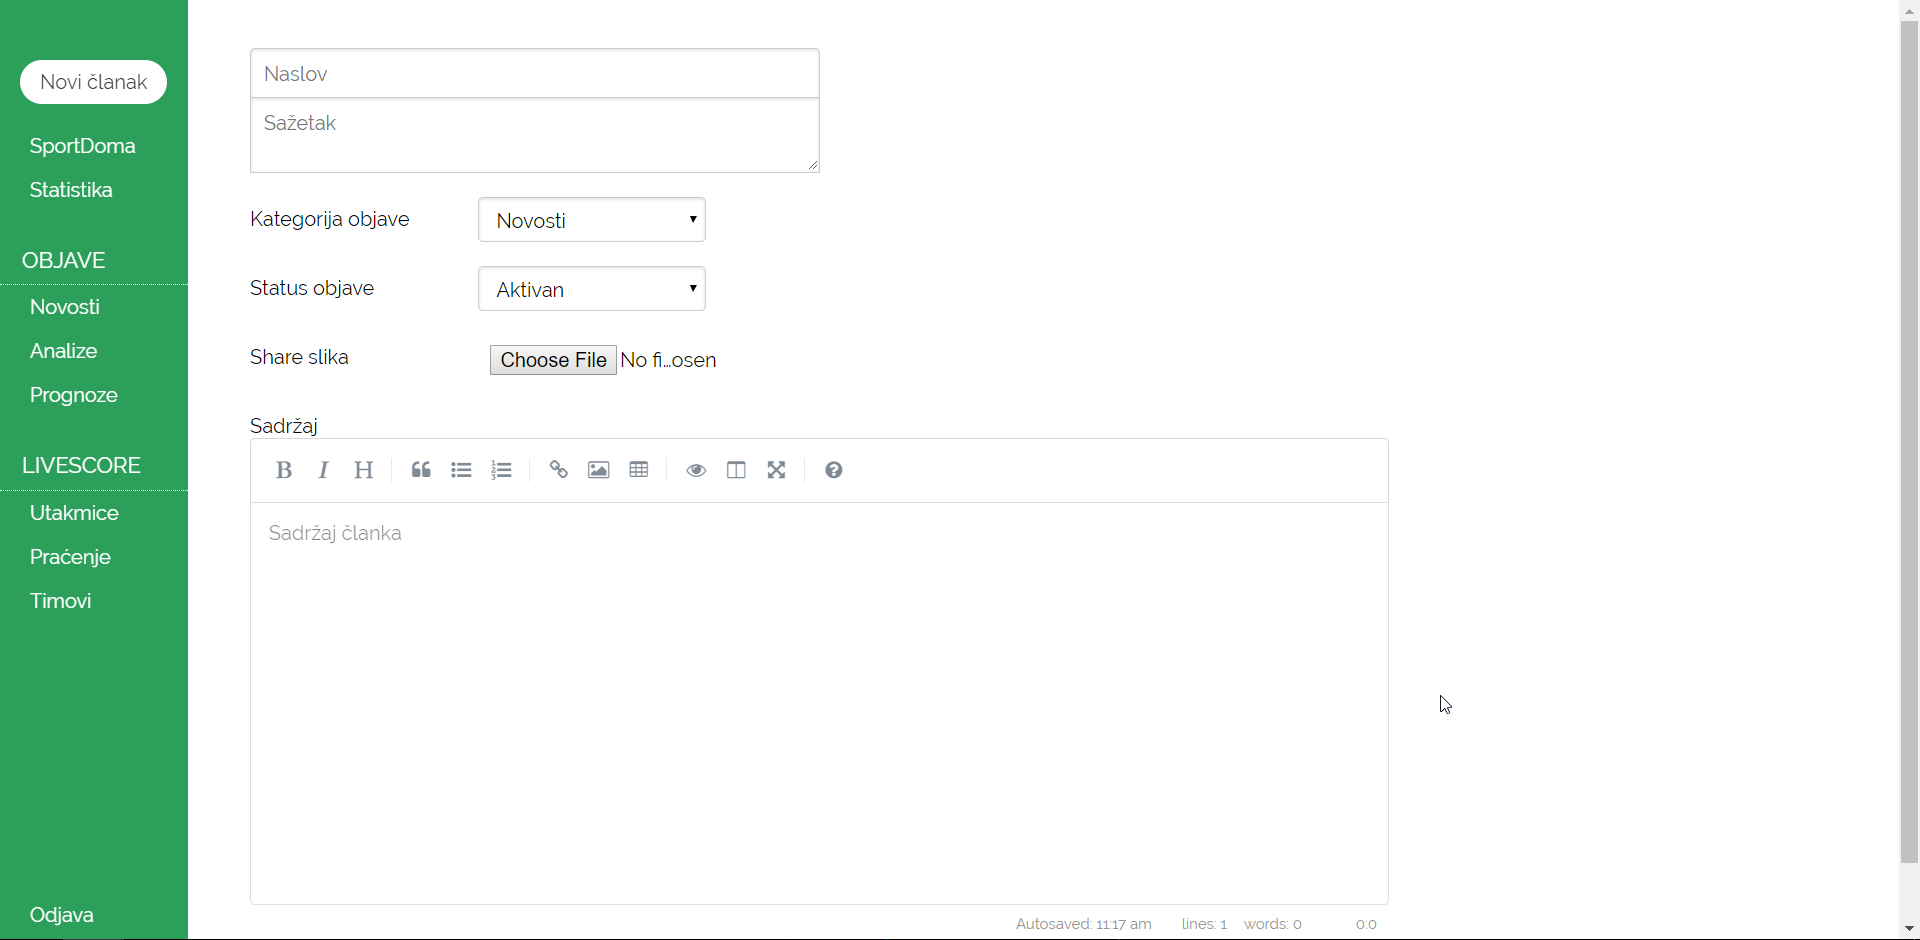 Novi članak
SportDoma
Statistika
OBJAVE
Novosti
Analize
Prognoze
LIVESCORE
Utakmice
Praćenje
Timovi
Odjava
Naslov
Sažetak
Kategorija objave Novosti
Status objave Aktivan
Share slika Choose File No fi…osen
Sadržaj
B I H
Sadržaj članka
Autosaved: 11:17 am lines: 1 words: 0 0:0